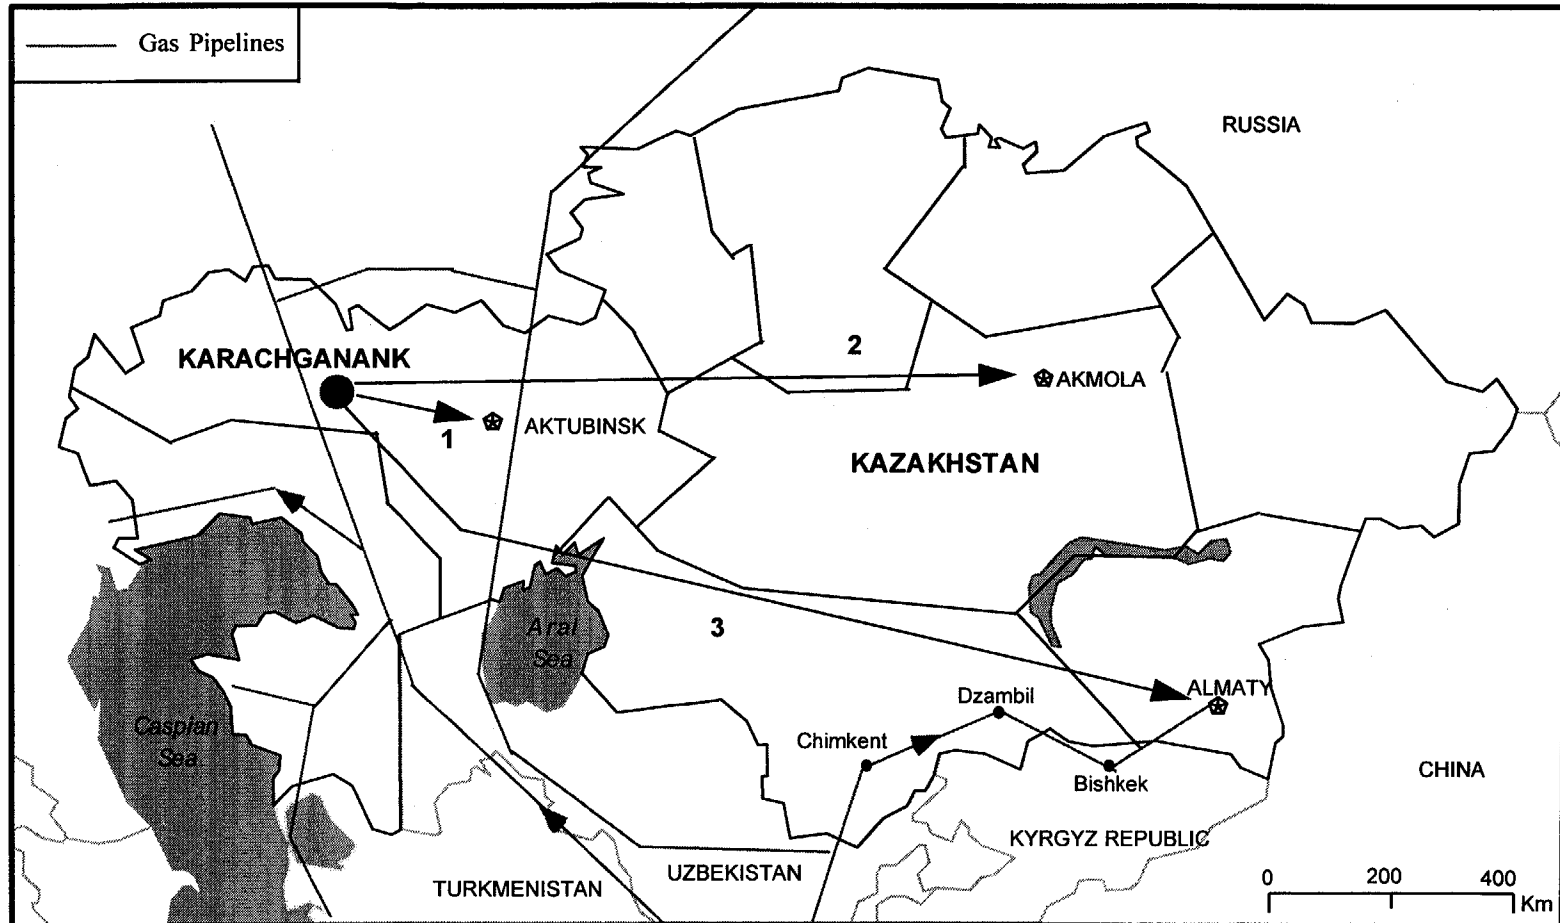 Gas Pipelines
RUSSIA
2
KARACHGANANK
AKMOLA
AKTUBINSK
1
KAZAKHSTAN
Aral
Sea
3
ALMATY
Dzambil
Caspian
Sea
Chimkent
Bishkek
CHINA
KYRGYZ REPUBLIC
UZBEKISTAN
TURKMENISTAN
0 200 400
Km